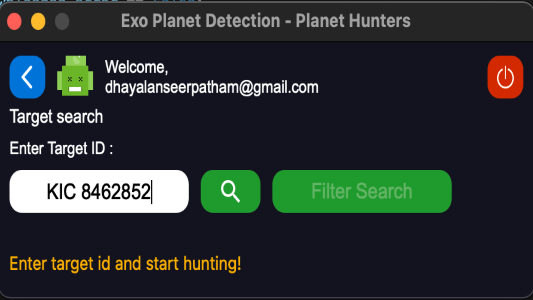 Exo Planet Detection - Planet Hunters
Welcome,
dhayalanseerpatham@gmail.com
Target search
Enter Target ID :
KIC 8462852
Filter Search
Enter target id and start hunting!